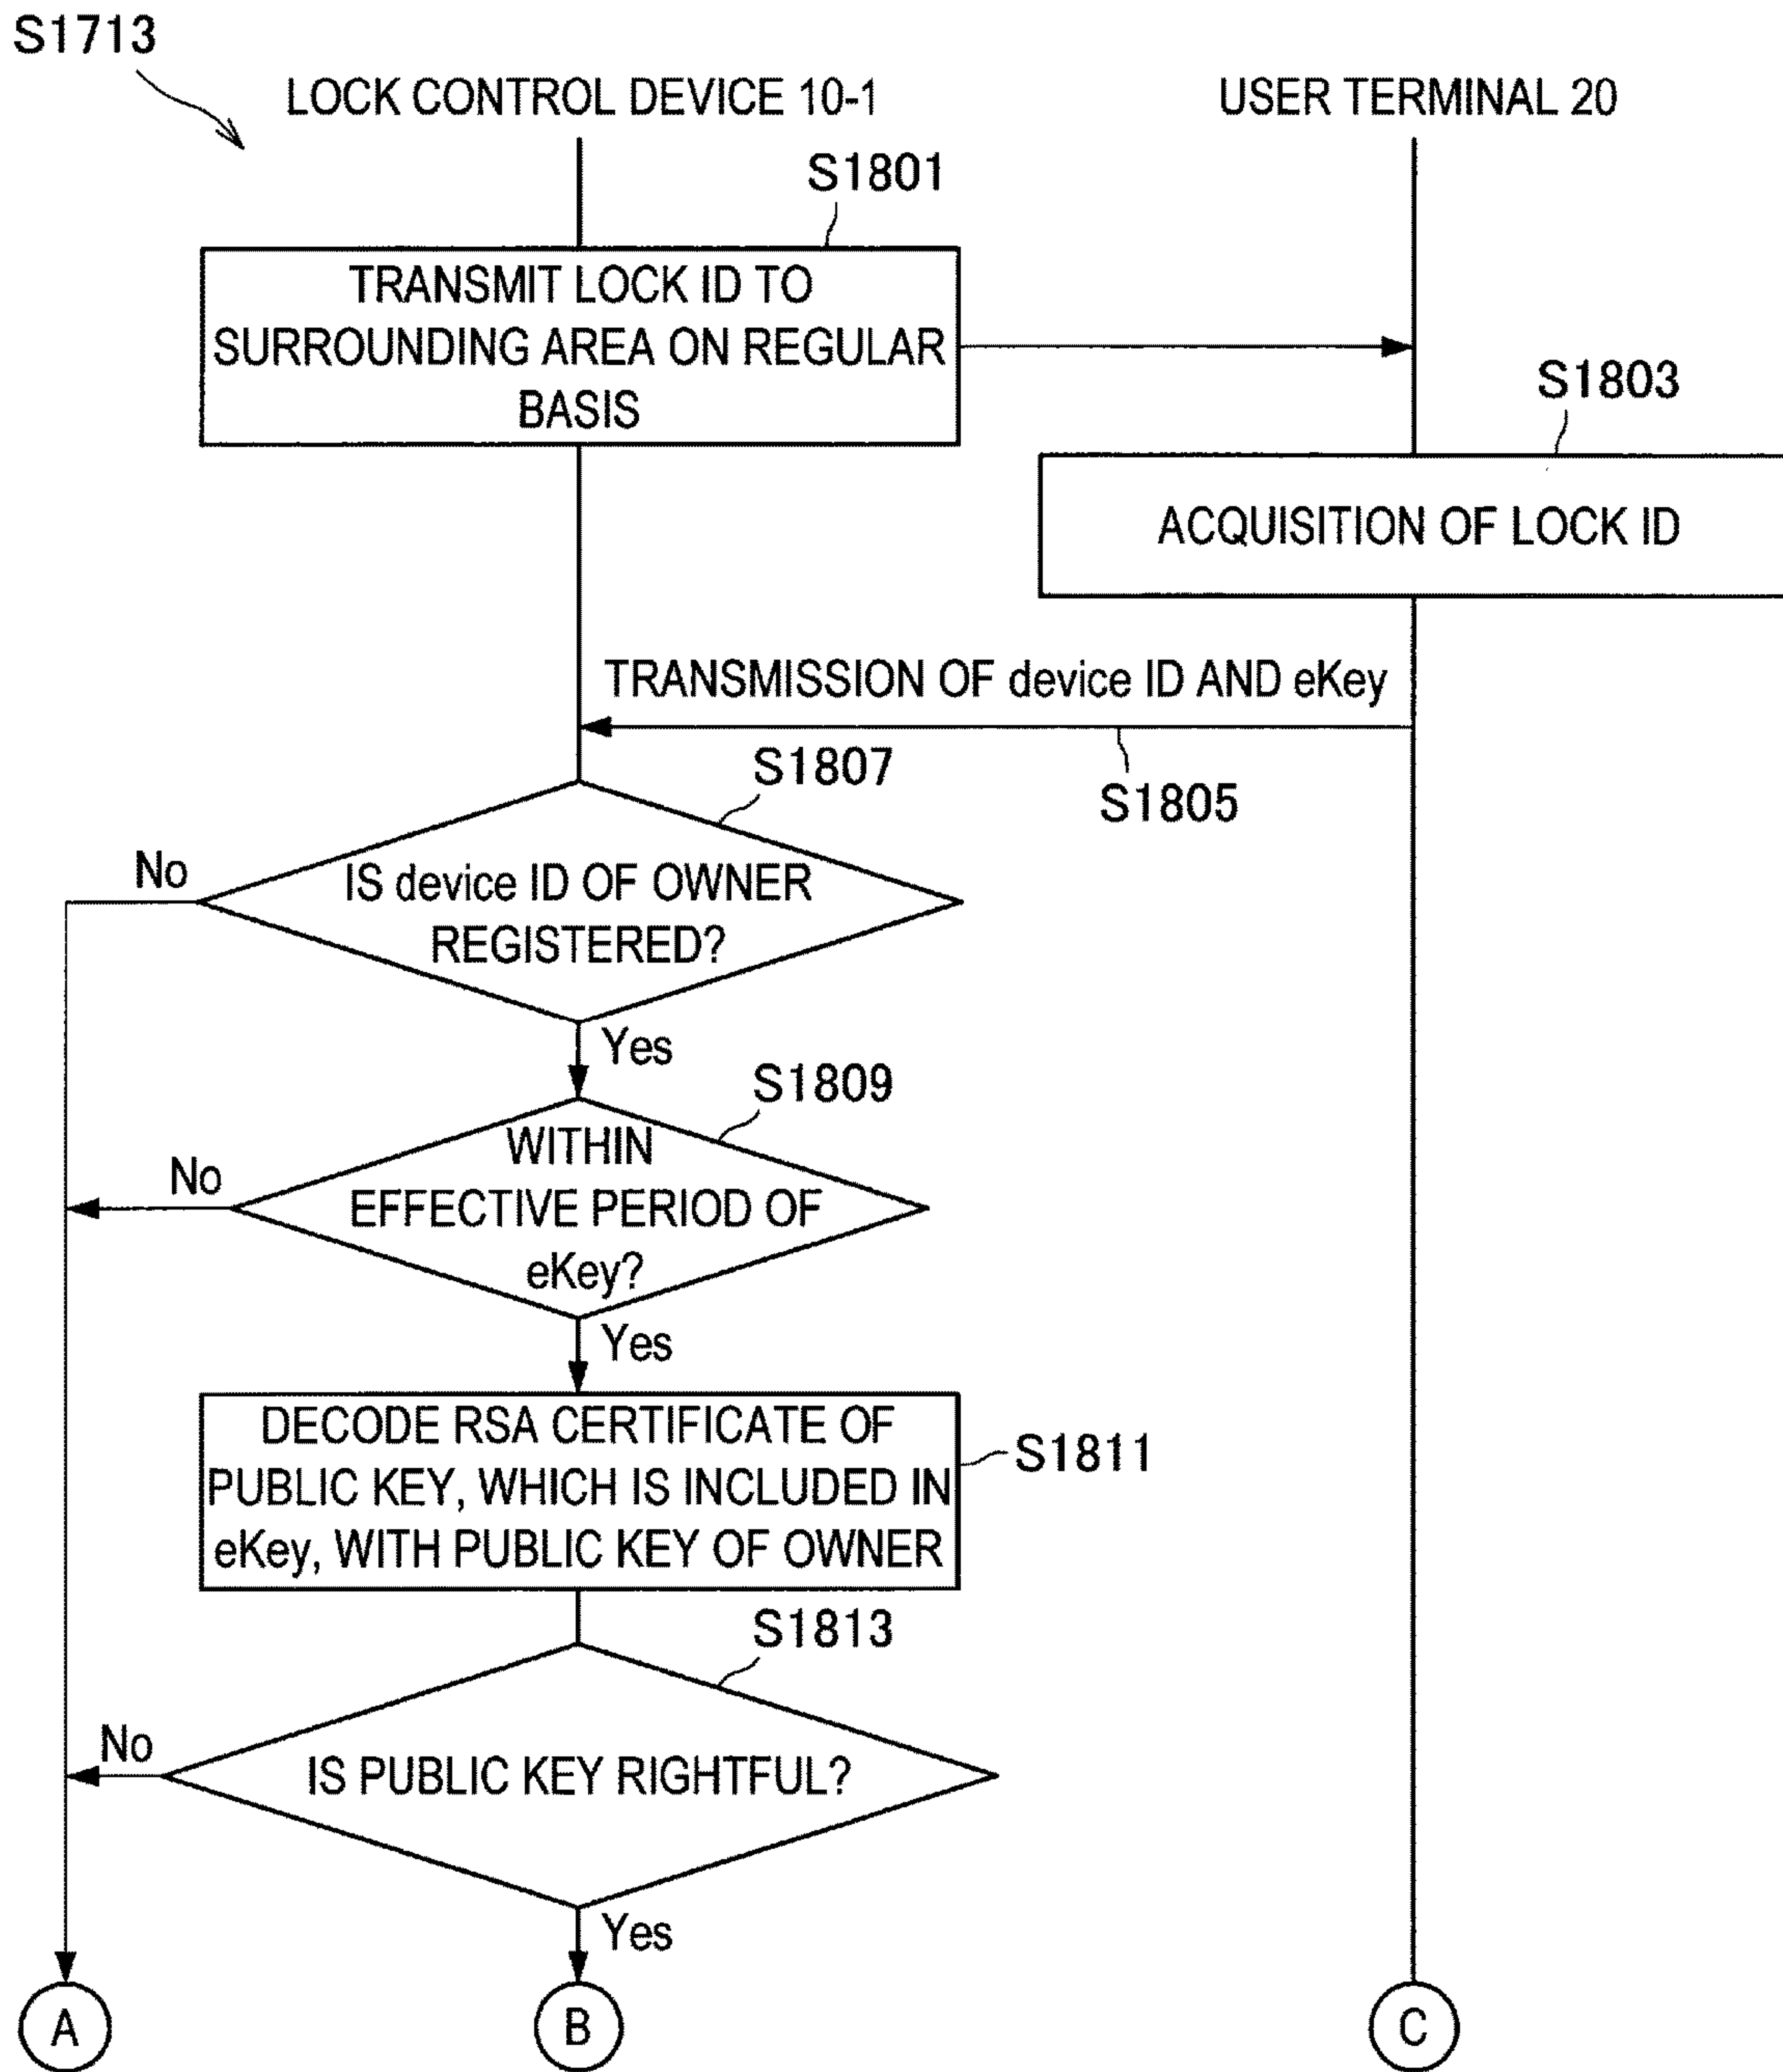 S1713
LOCK CONTROL DEVICE 10-1
USER TERMINAL 20
S1801
TRANSMIT LOCK ID TO
SURROUNDING AREA ON REGULAR
BASIS
S1803
ACQUISITION OF LOCK ID
TRANSMISSION OF device ID AND eKey
S1805
S1807
IS device ID OF OWNER
REGISTERED?
No
Yes
S1809
WITHIN
EFFECTIVE PERIOD OF
eKey?
No
Yes
DECODE RSA CERTIFICATE OF
PUBLIC KEY, WHICH IS INCLUDED IN
eKey, WITH PUBLIC KEY OF OWNER
S1811
S1813
IS PUBLIC KEY RIGHTFUL?
No
Yes
A
B
C